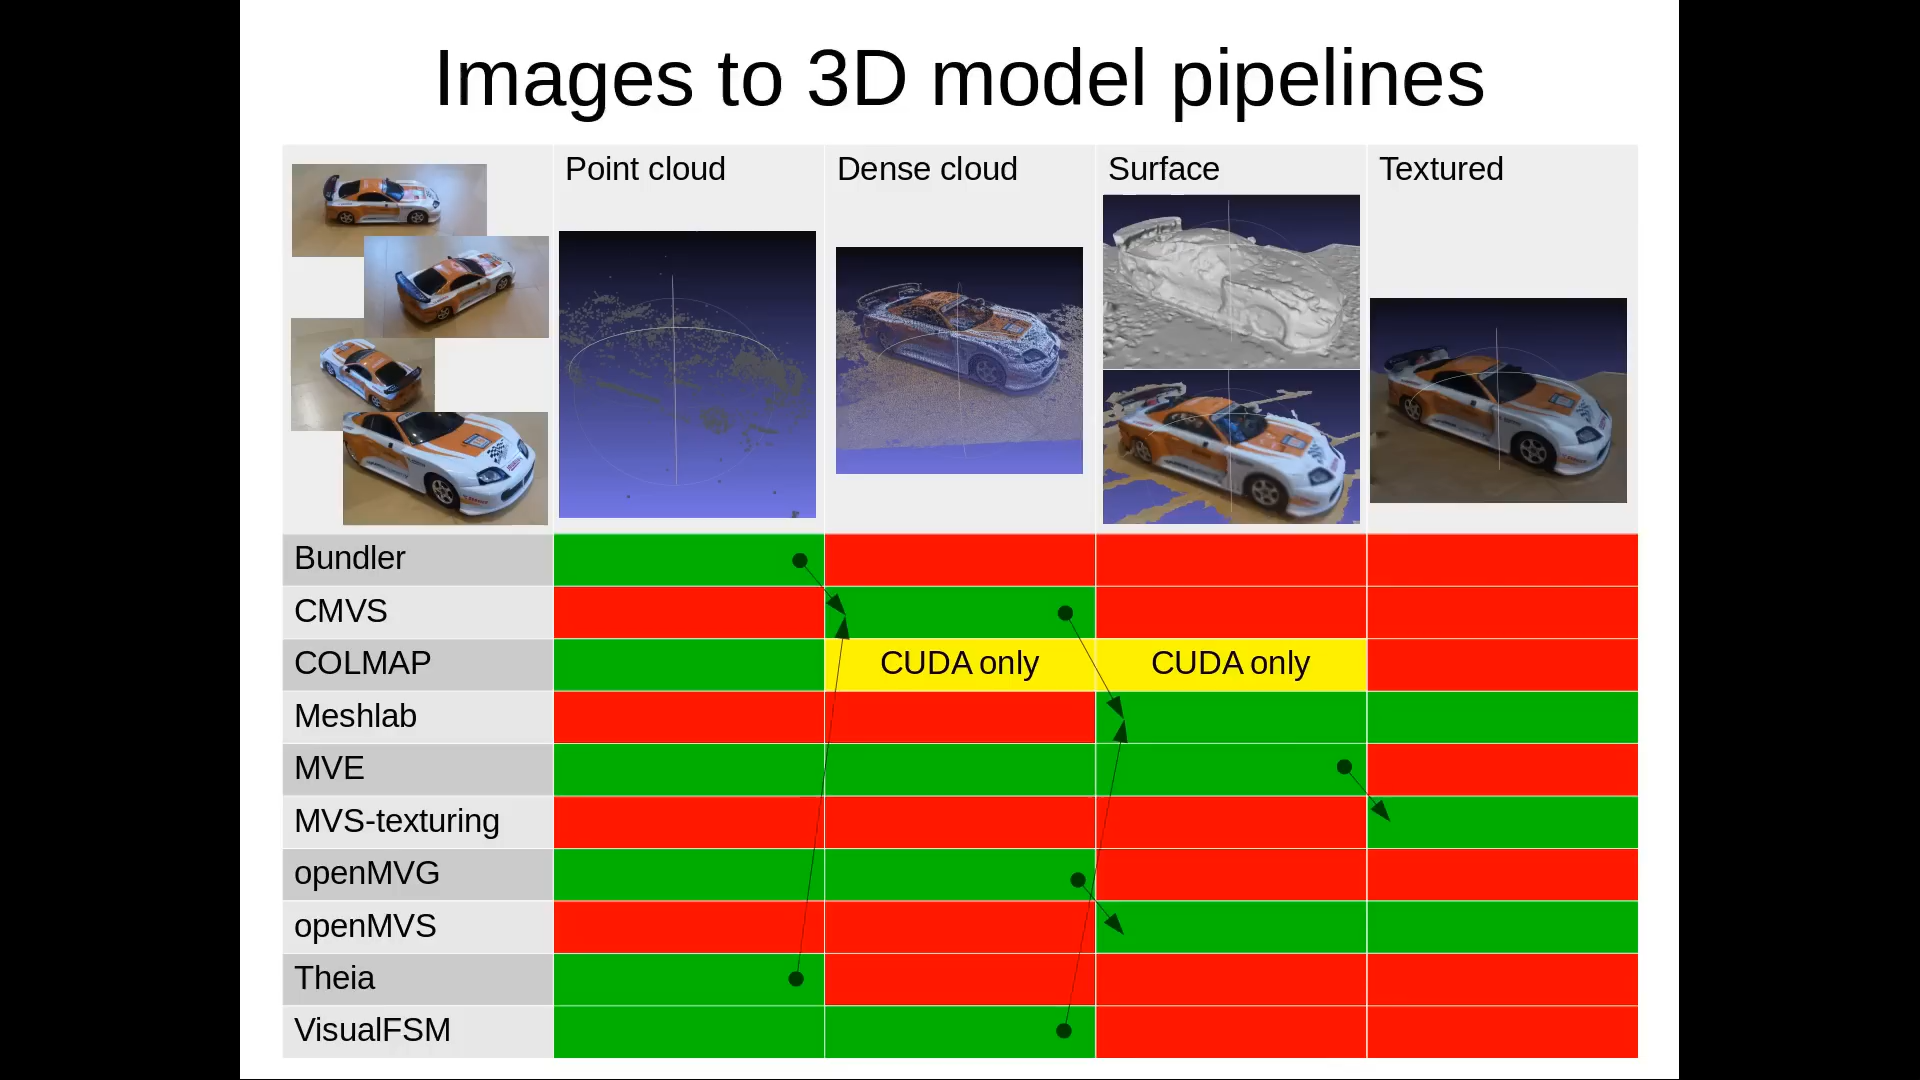 Images to 3D model pipelines
Point cloud
Dense cloud
Surface
Textured
Bundler
CMVS
COLMAP
CUDA only
CUDA only
Meshlab
MVE
MVS-texturing
openMVG
openMVS
Theia
VisualFSM